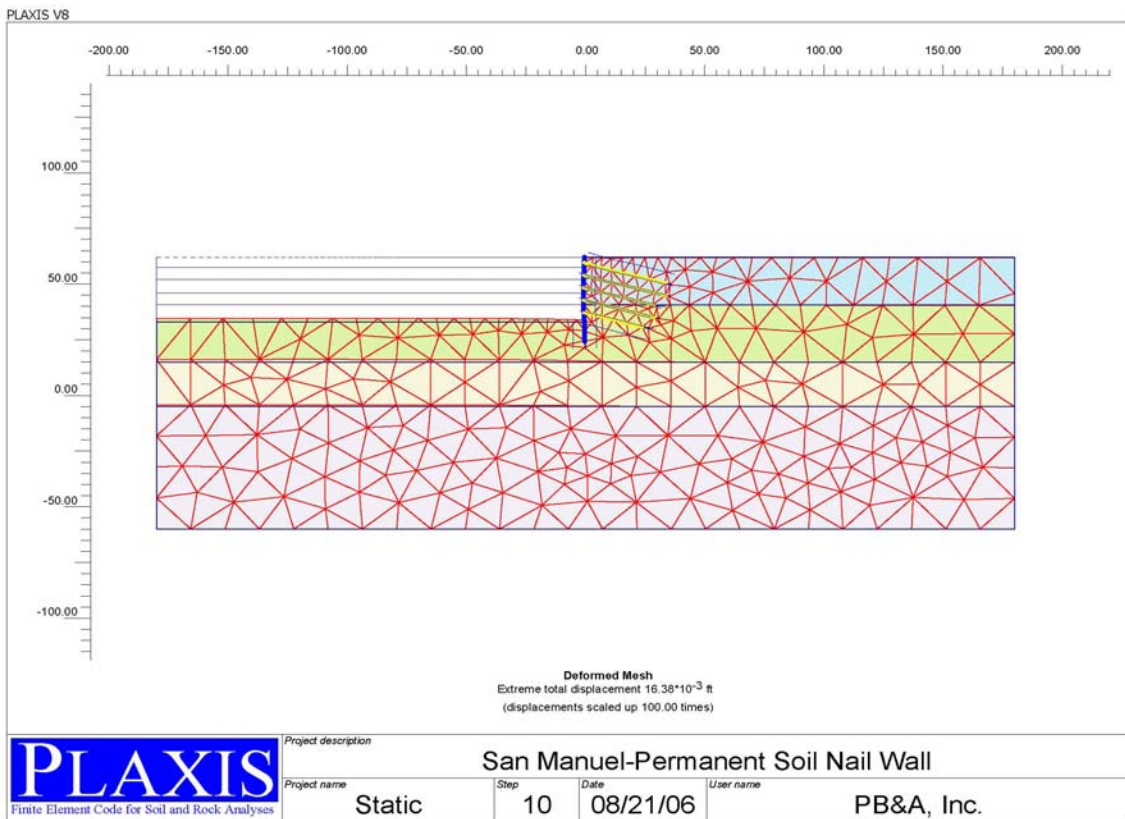 PLAXIS V8
-200.00 -150.00 -100.00 -50.00 0.00 50.00 100.00 150.00 200.00
100.00
50.00
0.00
-50.00
-100.00
Deformed Mesh
Extreme total displacement 16.38*10-3 ft
(displacements scaled up 100.00 times)
PLAXIS
Finite Element Code for Soil and Rock Analyses
Project description
San Manuel-Permanent Soil Nail Wall
Project name Step Date User name
Static 10 08/21/06 PB&A, Inc.